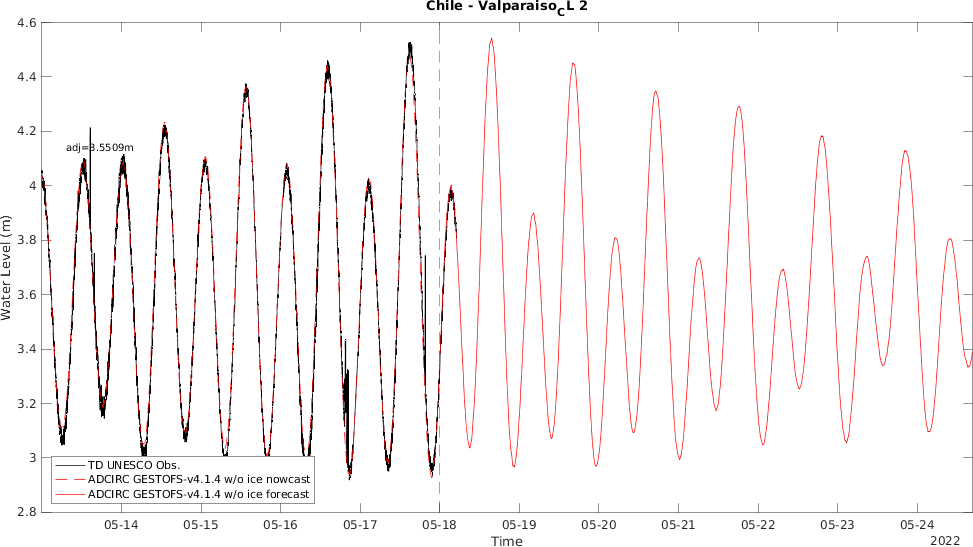 Chile - ValparaisoCL 2
4.6
4.4
4.2
4
3.8
3.6
3.4
3.2
3
2.8
Water Level (m)
adj=3.5509m
TD UNESCO Obs.
ADCIRC GESTOFS-v4.1.4 w/o ice nowcast
ADCIRC GESTOFS-v4.1.4 w/o ice forecast
05-14 05-15 05-16 05-17 05-18 05-19 05-20 05-21 05-22 05-23 05-24
Time
2022